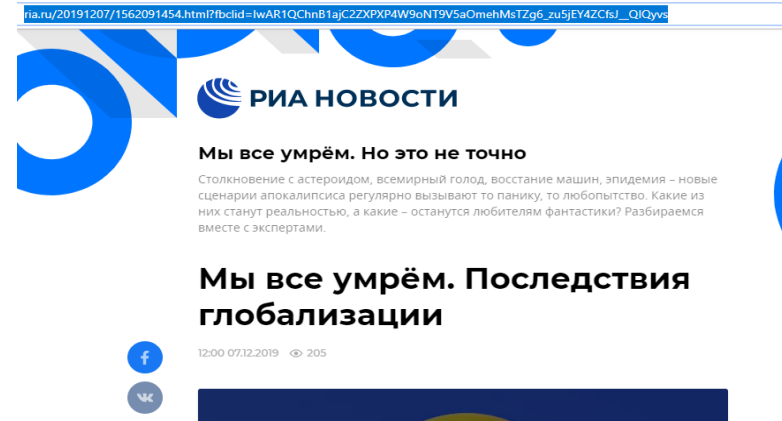 ria.ru/20191207/1562091454.html?fbclid=IwAR1QChnB1ajC2ZXPXP4W9oNT9V5aOmehMsTZg6_zu5jEY4ZCfsJ__QIQyvs
РИА НОВОСТИ
Мы все умрём. Но это не точно
Столкновение с астероидом, всемирный голод, восстание машин, эпидемия – новые
сценарии апокалипсиса регулярно вызывают то панику, то любопытство. Какие из
них станут реальностью, а какие – останутся любителям фантастики? Разбираемся
вместе с экспертами.
Мы все умрём. Последствия
глобализации
12:00 07.12.2019 205